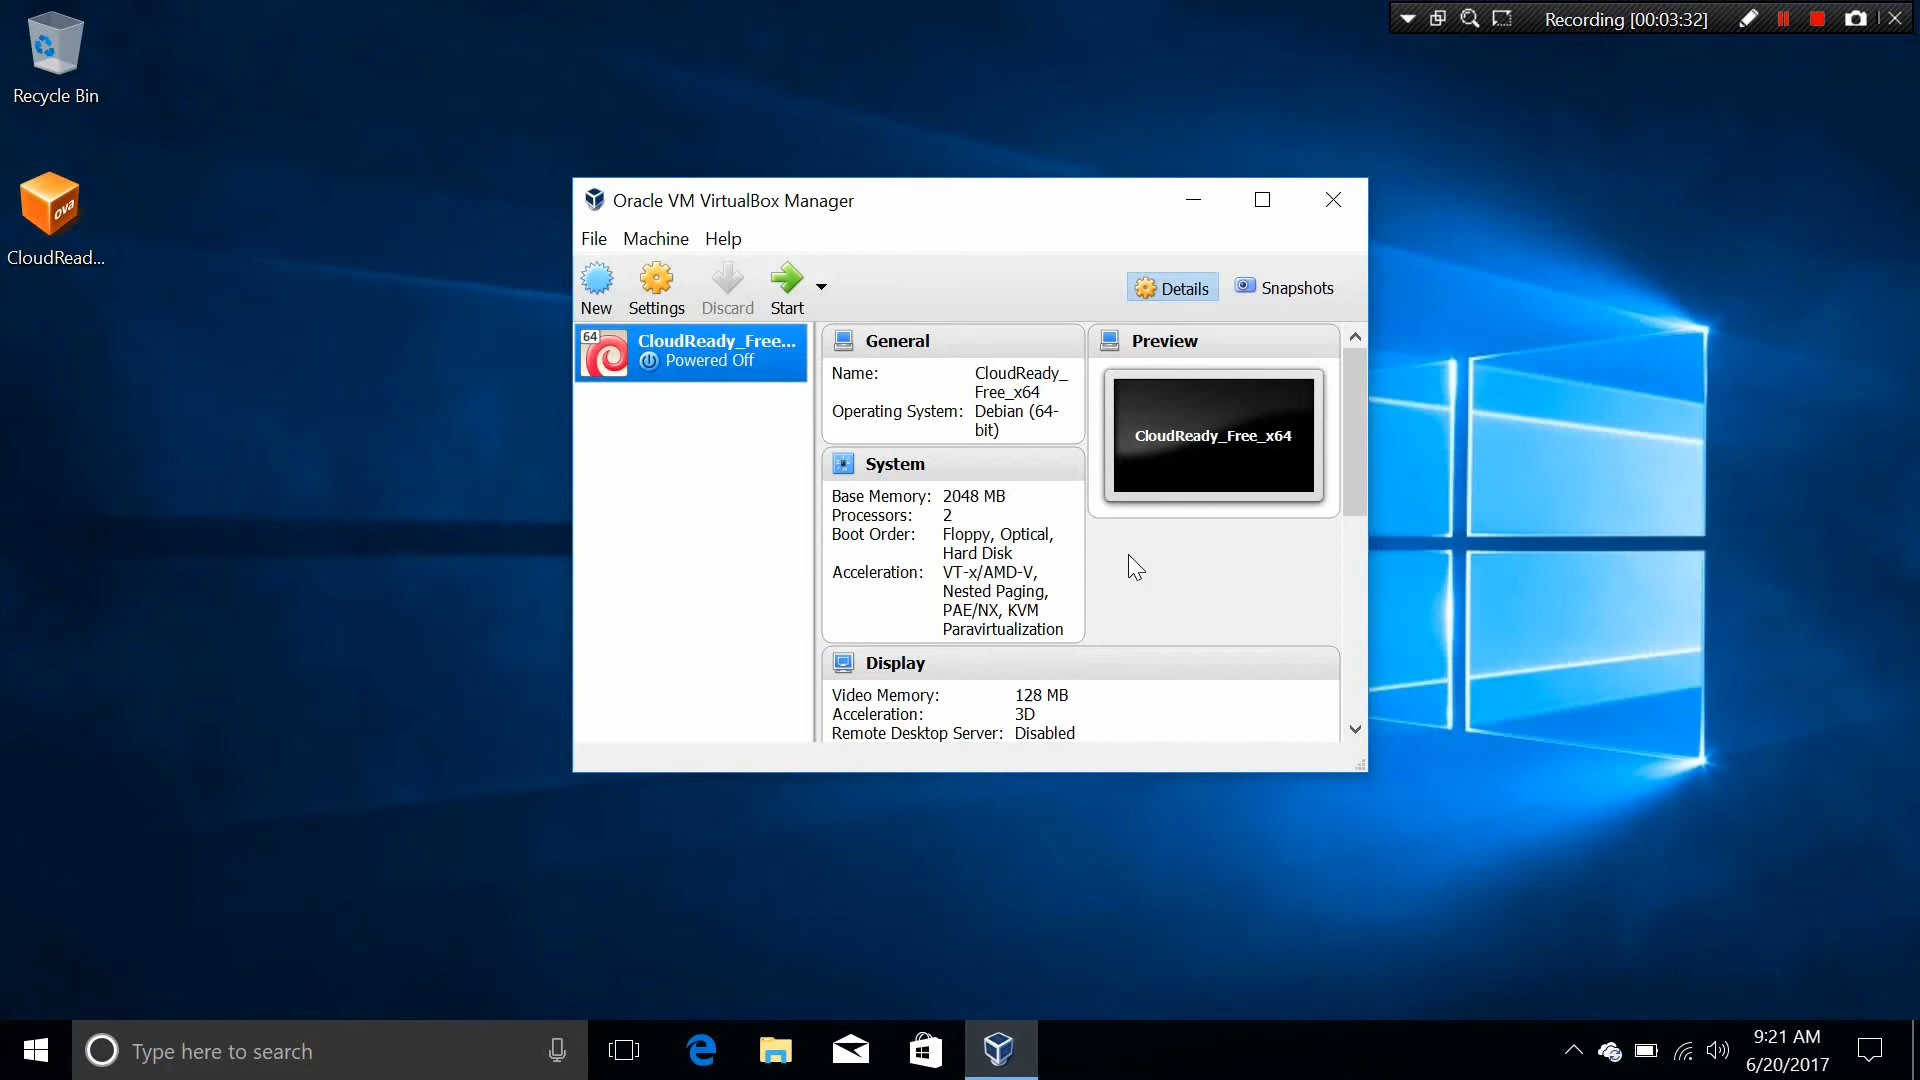 Recording [00:03:32]
Recycle Bin
ova
CloudRead...
Oracle VM VirtualBox Manager
File Machine Help
New Settings Discard Start
Details Snapshots
64
CloudReady_Free...
Powered Off
General
Name: CloudReady_
Free_x64
Operating System: Debian (64-
bit)
Preview
CloudReady_Free_x64
System
Base Memory: 2048 MB
Processors: 2
Boot Order: Floppy, Optical,
Hard Disk
Acceleration: VT-x/AMD-V,
Nested Paging,
PAE/NX, KVM
Paravirtualization
Display
Video Memory: 128 MB
Acceleration: 3D
Remote Desktop Server: Disabled
Type here to search
9:21 AM
6/20/2017